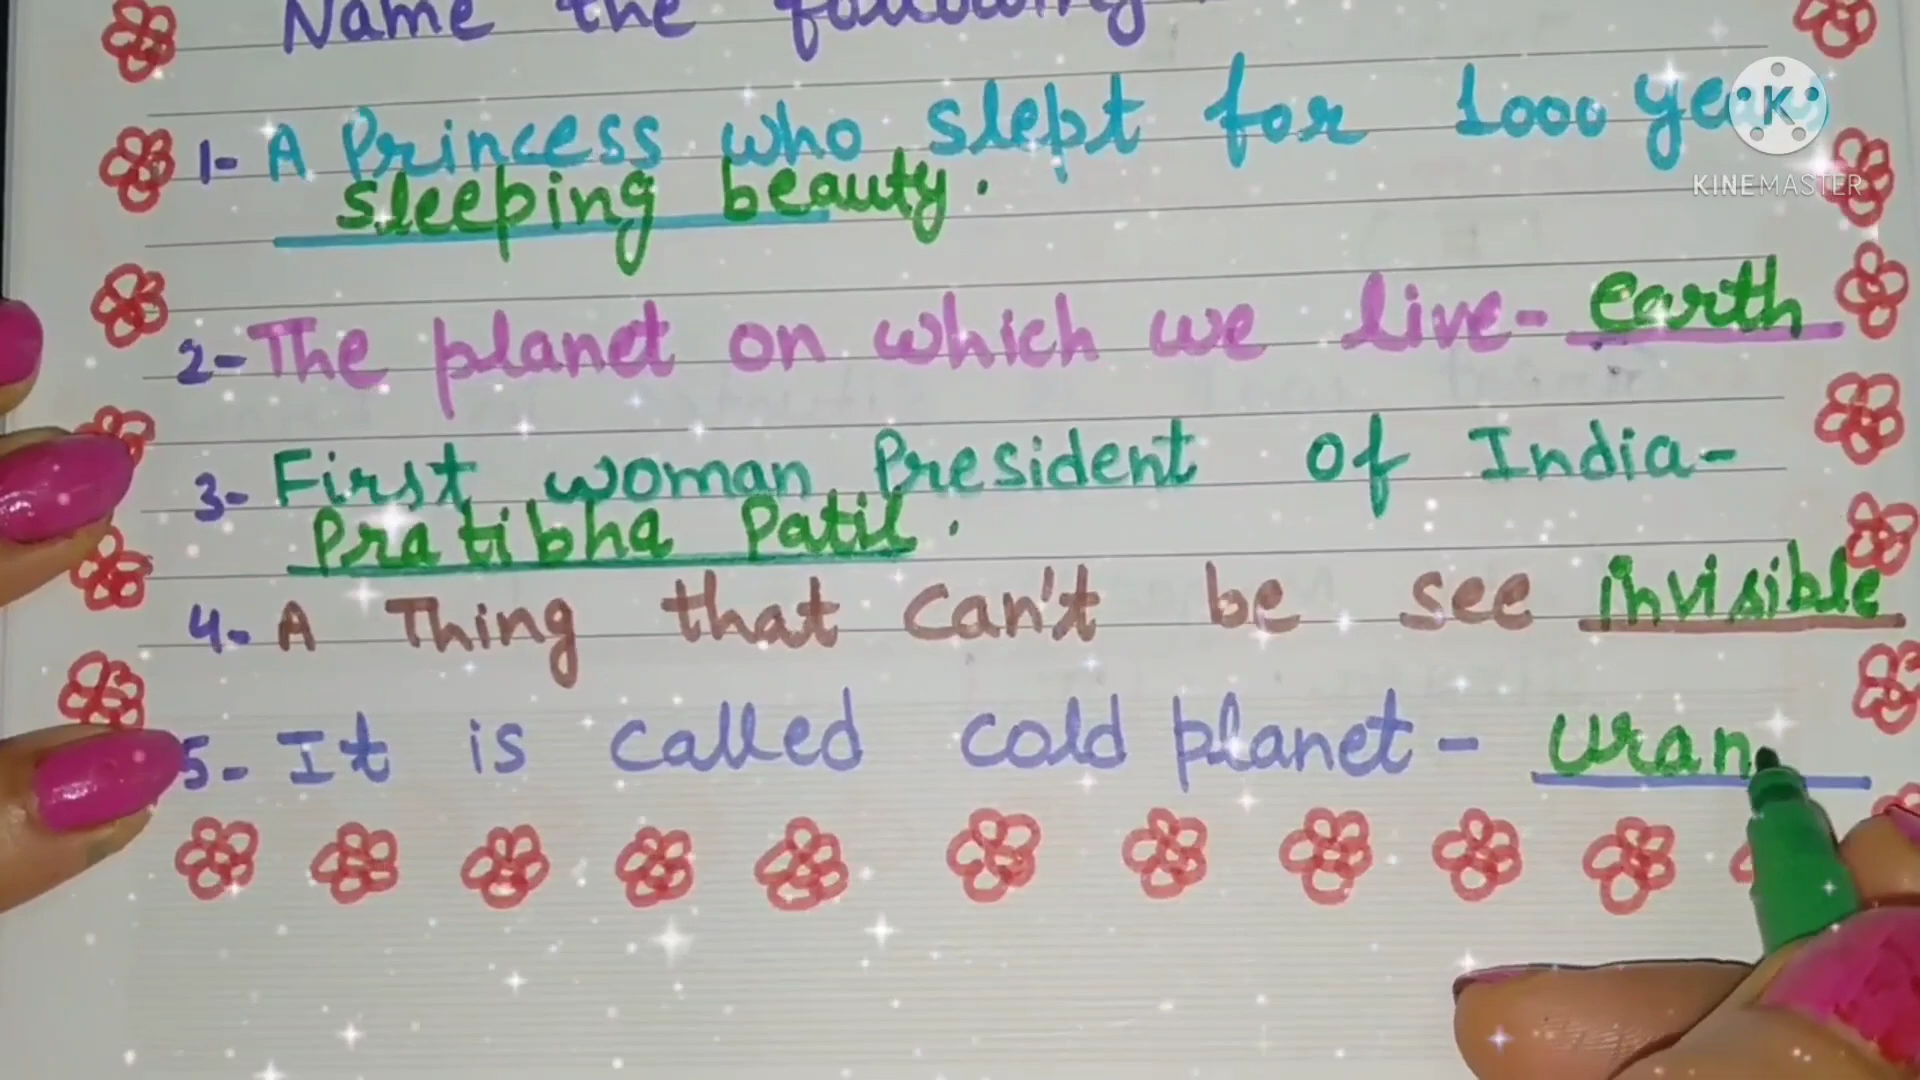 Name the following
1- A Princess who slept for 1000 years
sleeping beauty.
2- The planet on which we live- earth
3- First woman President of India-
Pratibha Patil.
4- A Thing that can't be see invisible
5- It is called cold planet- uran
K
KINEMASTER